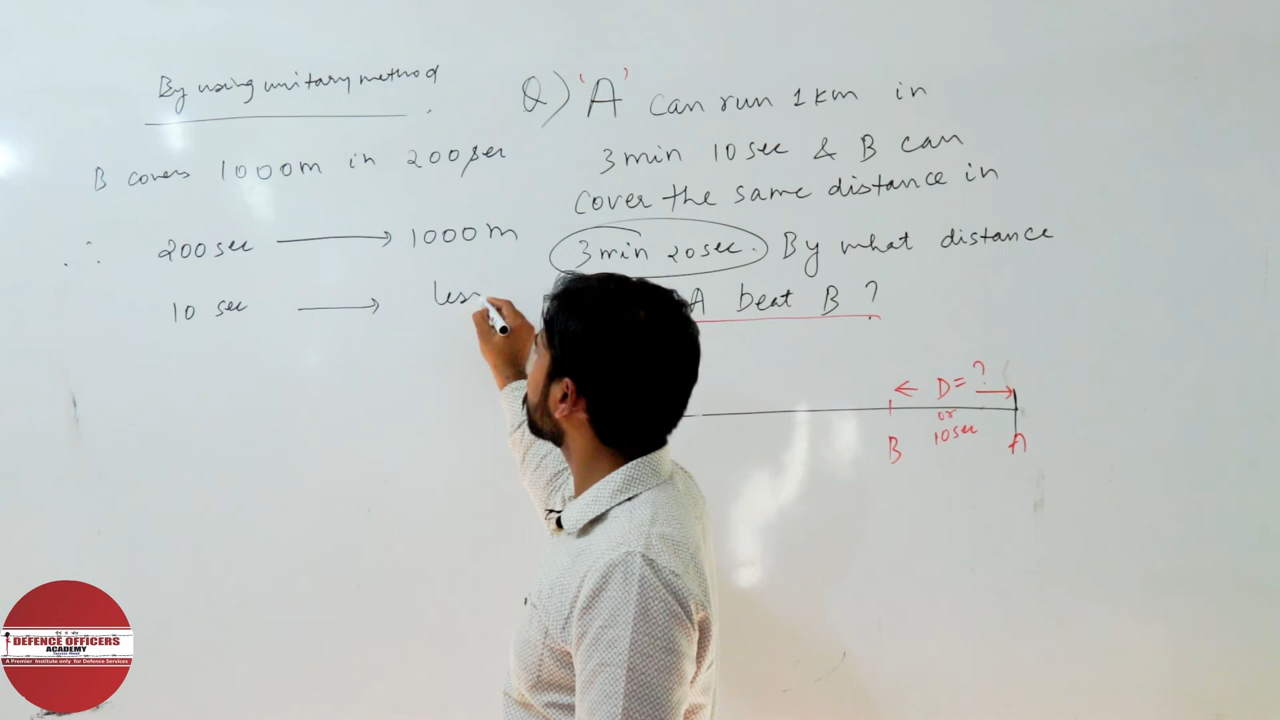 By using unitary method
B covers 1000m in 200 sec
∴ 200 sec → 1000 m
10 sec → less
Q) 'A' can run 1 km in
3 min 10 sec & B can
cover the same distance in
3 min 20 sec. By what distance
A beat B ?
← D = ? →
or
10 sec
B A
DEFENCE OFFICERS
ACADEMY
A Premier Institute only for Defence Services